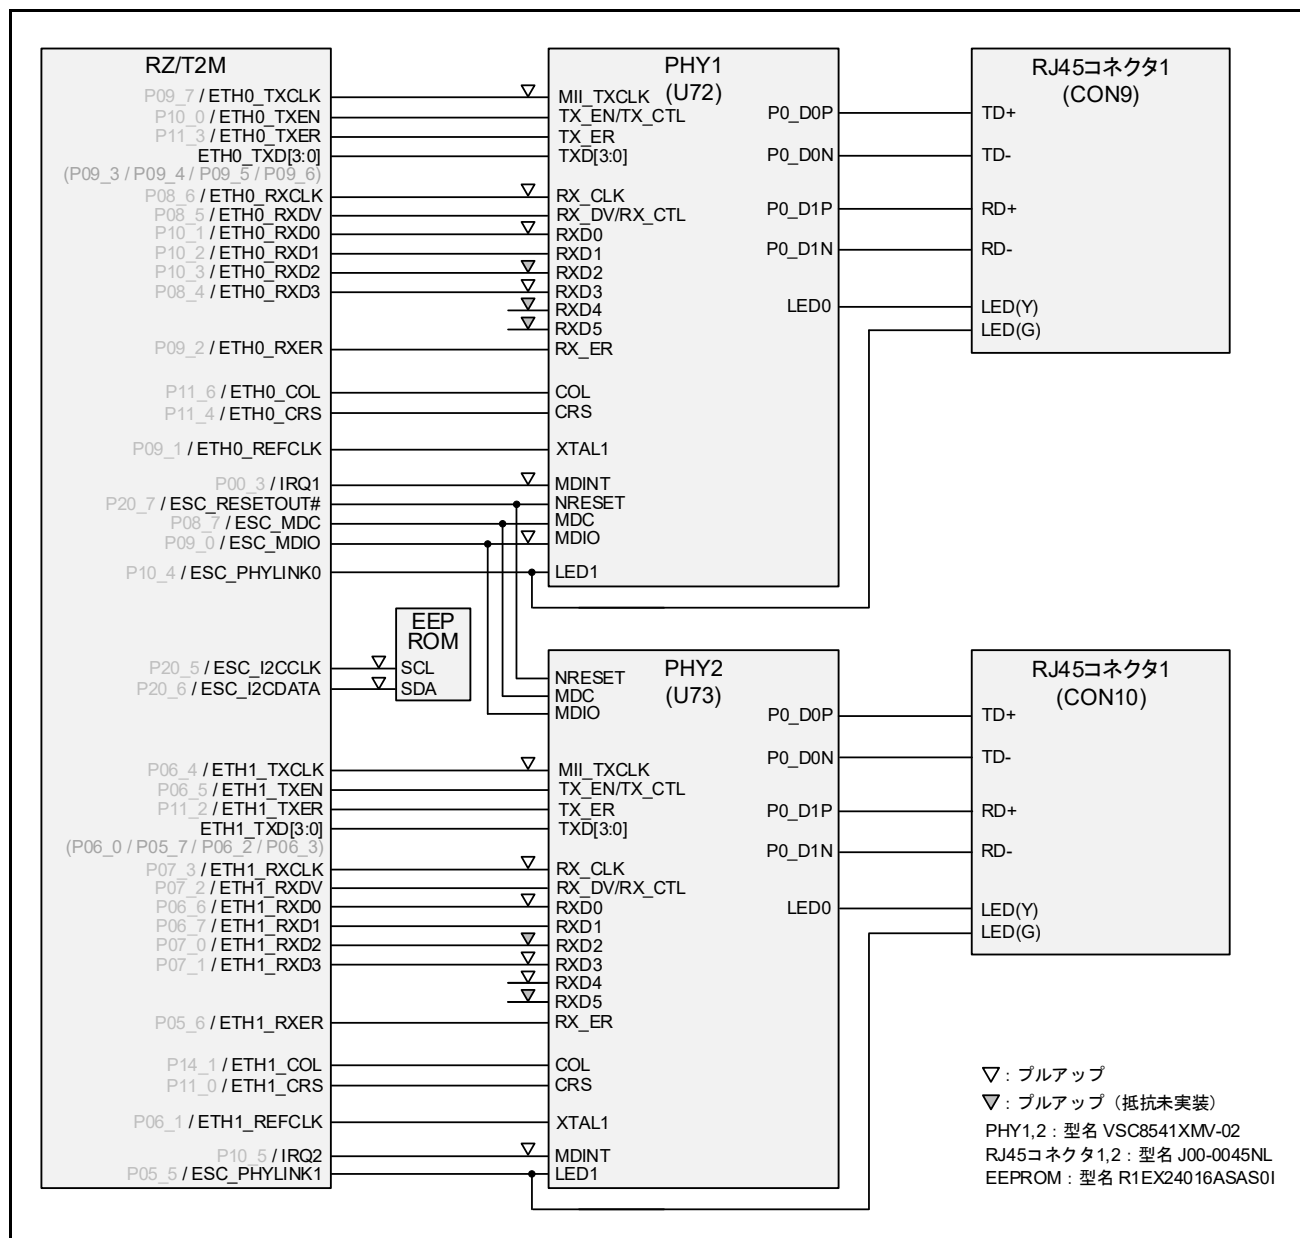 RZ/T2M
P09_7 / ETH0_TXCLK
P10_0 / ETH0_TXEN
P11_3 / ETH0_TXER
ETH0_TXD[3:0]
(P09_3 / P09_4 / P09_5 / P09_6)
P08_6 / ETH0_RXCLK
P08_5 / ETH0_RXDV
P10_1 / ETH0_RXD0
P10_2 / ETH0_RXD1
P10_3 / ETH0_RXD2
P08_4 / ETH0_RXD3
P09_2 / ETH0_RXER
P11_6 / ETH0_COL
P11_4 / ETH0_CRS
P09_1 / ETH0_REFCLK
P00_3 / IRQ1
P20_7 / ESC_RESETOUT#
P08_7 / ESC_MDC
P09_0 / ESC_MDIO
P10_4 / ESC_PHYLINK0
P20_5 / ESC_I2CCLK
P20_6 / ESC_I2CDATA
P06_4 / ETH1_TXCLK
P06_5 / ETH1_TXEN
P11_2 / ETH1_TXER
ETH1_TXD[3:0]
(P06_0 / P05_7 / P06_2 / P06_3)
P07_3 / ETH1_RXCLK
P07_2 / ETH1_RXDV
P06_6 / ETH1_RXD0
P06_7 / ETH1_RXD1
P07_0 / ETH1_RXD2
P07_1 / ETH1_RXD3
P05_6 / ETH1_RXER
P14_1 / ETH1_COL
P11_0 / ETH1_CRS
P06_1 / ETH1_REFCLK
P10_5 / IRQ2
P05_5 / ESC_PHYLINK1
EEP
ROM
SCL
SDA
PHY1
(U72)
MII_TXCLK
TX_EN/TX_CTL
TX_ER
TXD[3:0]
RX_CLK
RX_DV/RX_CTL
RXD0
RXD1
RXD2
RXD3
RXD4
RXD5
RX_ER
COL
CRS
XTAL1
MDINT
NRESET
MDC
MDIO
LED1
P0_D0P
P0_D0N
P0_D1P
P0_D1N
LED0
RJ45コネクタ1
(CON9)
TD+
TD-
RD+
RD-
LED(Y)
LED(G)
PHY2
(U73)
NRESET
MDC
MDIO
MII_TXCLK
TX_EN/TX_CTL
TX_ER
TXD[3:0]
RX_CLK
RX_DV/RX_CTL
RXD0
RXD1
RXD2
RXD3
RXD4
RXD5
RX_ER
COL
CRS
XTAL1
MDINT
LED1
P0_D0P
P0_D0N
P0_D1P
P0_D1N
LED0
RJ45コネクタ1
(CON10)
TD+
TD-
RD+
RD-
LED(Y)
LED(G)
▽：プルアップ
▼：プルアップ（抵抗未実装）
PHY1,2：型名 VSC8541XMV-02
RJ45コネクタ1,2：型名 J00-0045NL
EEPROM：型名 R1EX24016ASAS0I